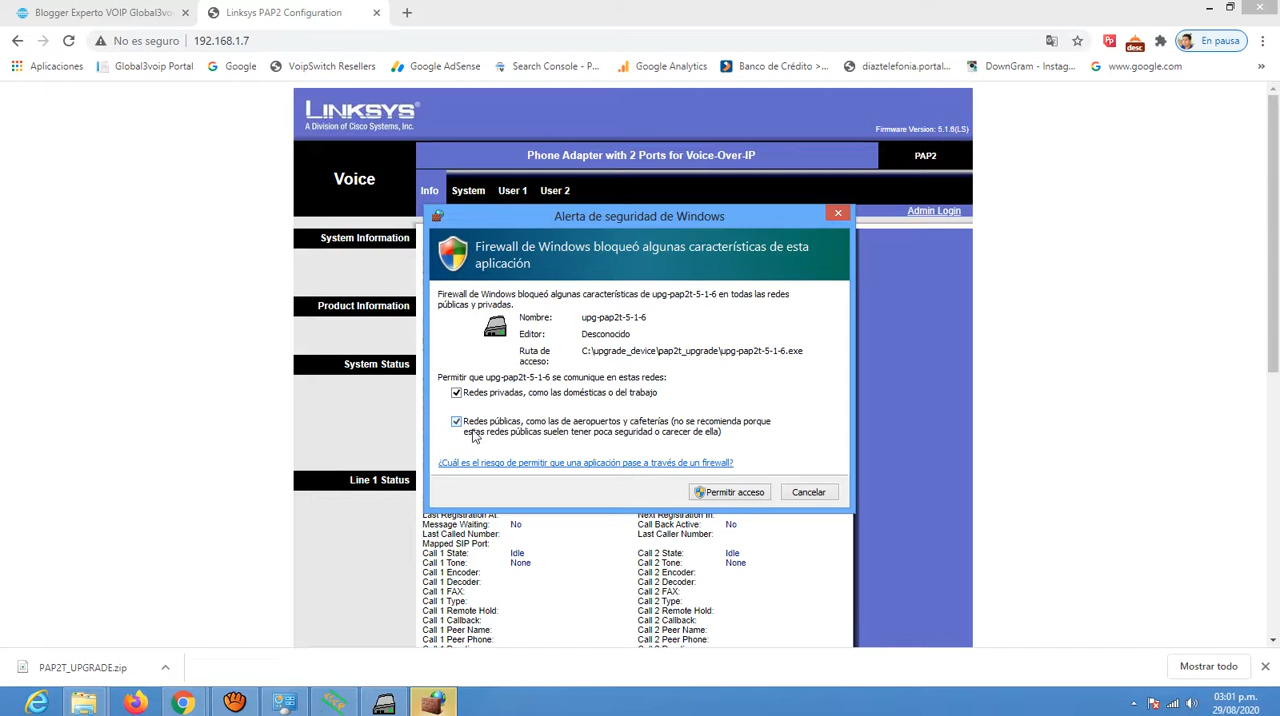 Blogger Experto VOIP Global3vo
Linksys PAP2 Configuration
No es seguro
192.168.1.7
PP
desc
En pausa
Aplicaciones
Global3voip Portal
Google
VoipSwitch Resellers
Google AdSense
Search Console - P...
Google Analytics
Banco de Crédito >...
diaztelefonia.portal...
DownGram - Instag...
www.google.com
LINKSYS®
A Division of Cisco Systems, Inc.
Firmware Version: 5.1.6(LS)
Phone Adapter with 2 Ports for Voice-Over-IP
PAP2
Voice
Info
System
User 1
User 2
Admin Login
System Information
Product Information
System Status
Line 1 Status
Alerta de seguridad de Windows
Firewall de Windows bloqueó algunas características de esta
aplicación
Firewall de Windows bloqueó algunas características de upg-pap2t-5-1-6 en todas las redes
públicas y privadas.
Nombre: upg-pap2t-5-1-6
Editor: Desconocido
Ruta de C:\upgrade_device\pap2t_upgrade\upg-pap2t-5-1-6.exe
acceso:
Permitir que upg-pap2t-5-1-6 se comunique en estas redes:
Redes privadas, como las domésticas o del trabajo
Redes públicas, como las de aeropuertos y cafeterías (no se recomienda porque
estas redes públicas suelen tener poca seguridad o carecer de ella)
¿Cuál es el riesgo de permitir que una aplicación pase a través de un firewall?
Permitir acceso
Cancelar
Last Registration At: Next Registration In:
Message Waiting: No Call Back Active: No
Last Called Number: Last Caller Number:
Mapped SIP Port:
Call 1 State: Idle Call 2 State: Idle
Call 1 Tone: None Call 2 Tone: None
Call 1 Encoder: Call 2 Encoder:
Call 1 Decoder: Call 2 Decoder:
Call 1 FAX: Call 2 FAX:
Call 1 Type: Call 2 Type:
Call 1 Remote Hold: Call 2 Remote Hold:
Call 1 Callback: Call 2 Callback:
Call 1 Peer Name: Call 2 Peer Name:
Call 1 Peer Phone: Call 2 Peer Phone:
PAP2T_UPGRADE.zip
Mostrar todo
03:01 p.m.
29/08/2020